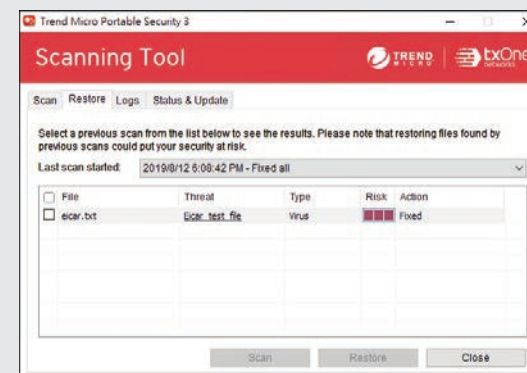 Trend Micro Portable Security 3
Scanning Tool
TREND MICRO
txOne networks
Scan Restore Logs Status & Update
Select a previous scan from the list below to see the results. Please note that restoring files found by
previous scans could put your security at risk.
Last scan started: 2019/8/12 6:08:42 PM - Fixed all
File Threat Type Risk Action
eicar.txt Eicar_test_file Virus Fixed
Scan Restore Close